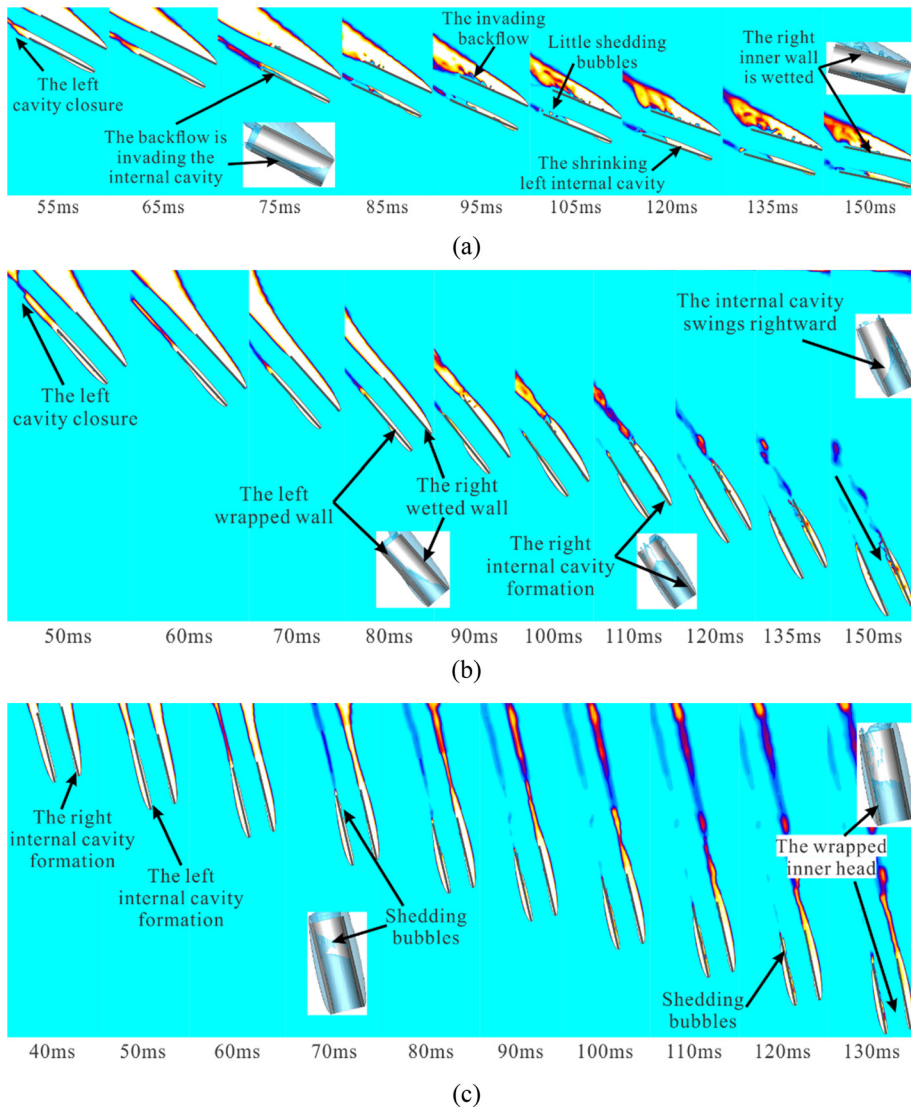 The left
cavity closure
The backflow is
invading the
internal cavity
The invading
backflow
Little shedding
bubbles
The shrinking
left internal cavity
The right
inner wall
is wetted
55ms 65ms 75ms 85ms 95ms 105ms 120ms 135ms 150ms
(a)
The left
cavity closure
The left
wrapped wall
The right
wetted wall
The right
internal cavity
formation
The internal cavity
swings rightward
50ms 60ms 70ms 80ms 90ms 100ms 110ms 120ms 135ms 150ms
(b)
The right
internal cavity
formation
The left
internal cavity
formation
Shedding
bubbles
Shedding
bubbles
The wrapped
inner head
40ms 50ms 60ms 70ms 80ms 90ms 100ms 110ms 120ms 130ms
(c)